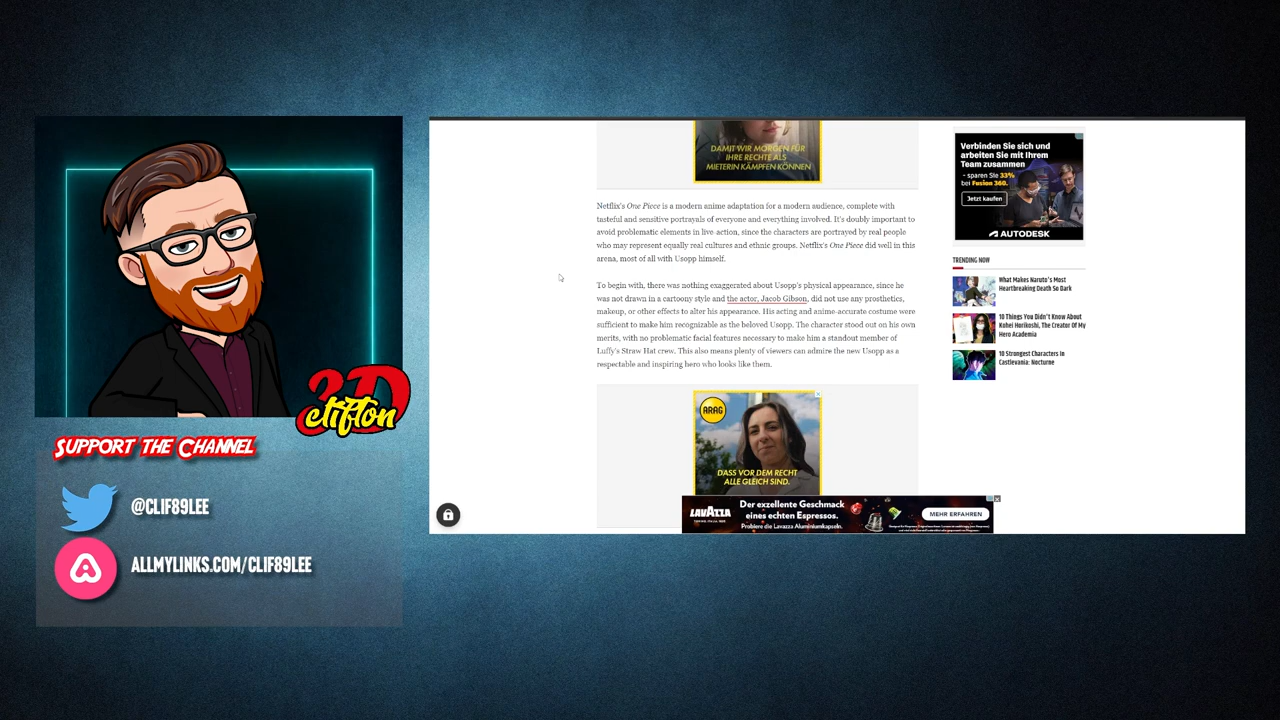 2D
clifton
SUPPORT THE CHANNEL
@CLIF89LEE
ALLMYLINKS.COM/CLIF89LEE
DAMIT WIR MORGEN FÜR
IHRE RECHTE ALS
MIETERIN KÄMPFEN KÖNNEN
Netflix's One Piece is a modern anime adaptation for a modern audience, complete with
tasteful and sensitive portrayals of everyone and everything involved. It's doubly important to
avoid problematic elements in live-action, since the characters are portrayed by real people
who may represent equally real cultures and ethnic groups. Netflix's One Piece did well in this
arena, most of all with Usopp himself.
To begin with, there was nothing exaggerated about Usopp's physical appearance, since he
was not drawn in a cartoony style and the actor, Jacob Gibson, did not use any prosthetics,
makeup, or other effects to alter his appearance. His acting and anime-accurate costume were
sufficient to make him recognizable as the beloved Usopp. The character stood out on his own
merits, with no problematic facial features necessary to make him a standout member of
Luffy's Straw Hat crew. This also means plenty of viewers can admire the new Usopp as a
respectable and inspiring hero who looks like them.
ARAG
DASS VOR DEM RECHT
ALLE GLEICH SIND.
LAVAZZA
Der exzellente Geschmack
eines echten Espressos.
Probiere die Lavazza Aluminiumkapseln.
MEHR ERFAHREN
Verbinden Sie sich und
arbeiten Sie mit Ihrem
Team zusammen
- sparen Sie 33%
bei Fusion 360.
Jetzt kaufen
AUTODESK
TRENDING NOW
What Makes Naruto's Most
Heartbreaking Death So Dark
10 Things You Didn't Know About
Kohei Horikoshi, The Creator Of My
Hero Academia
10 Strongest Characters In
Castlevania: Nocturne